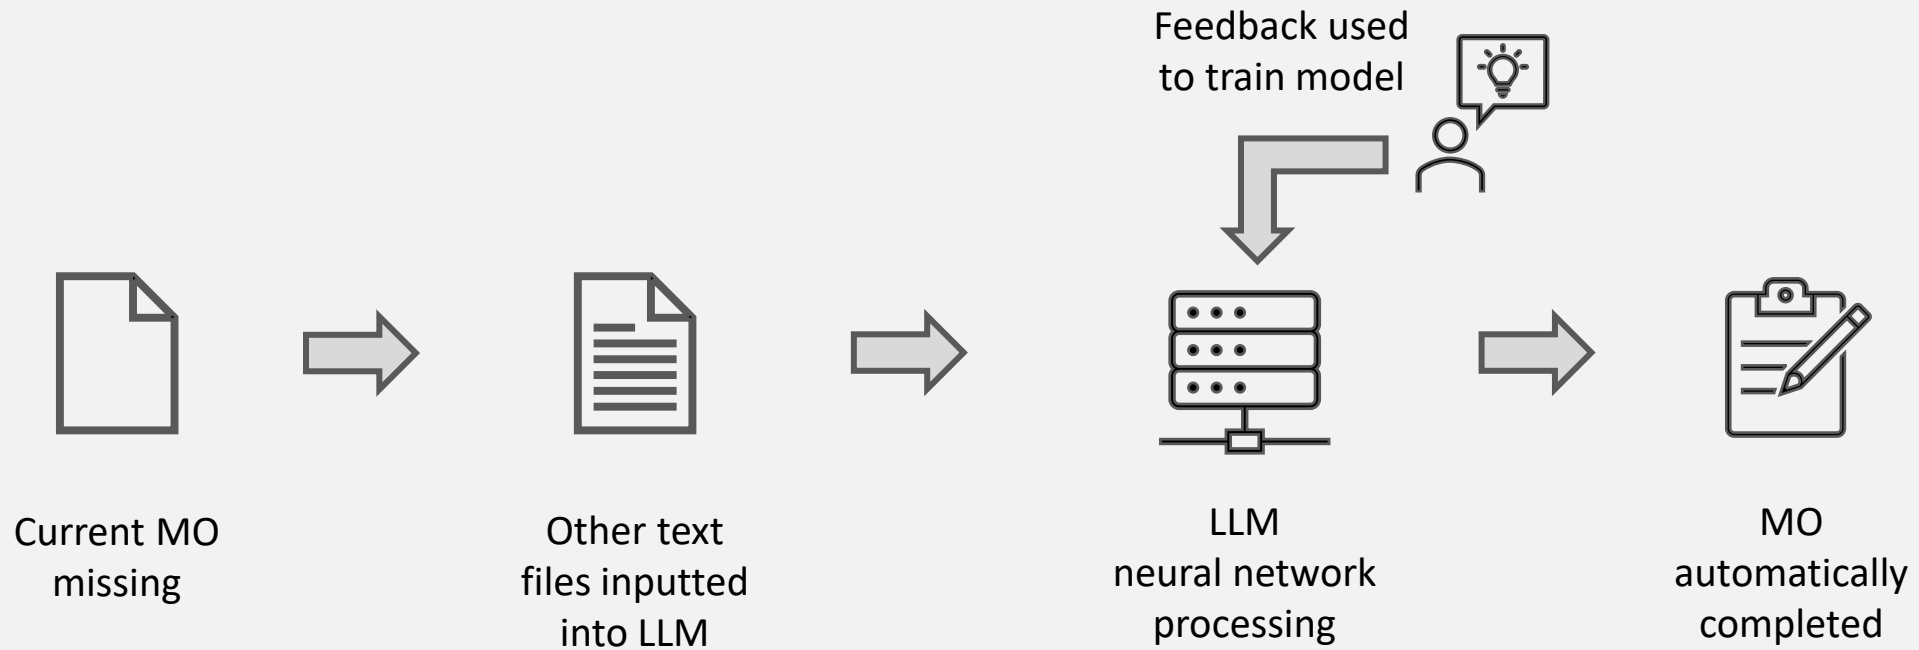 Feedback used
to train model
Current MO
missing
Other text
files inputted
into LLM
LLM
neural network
processing
MO
automatically
completed